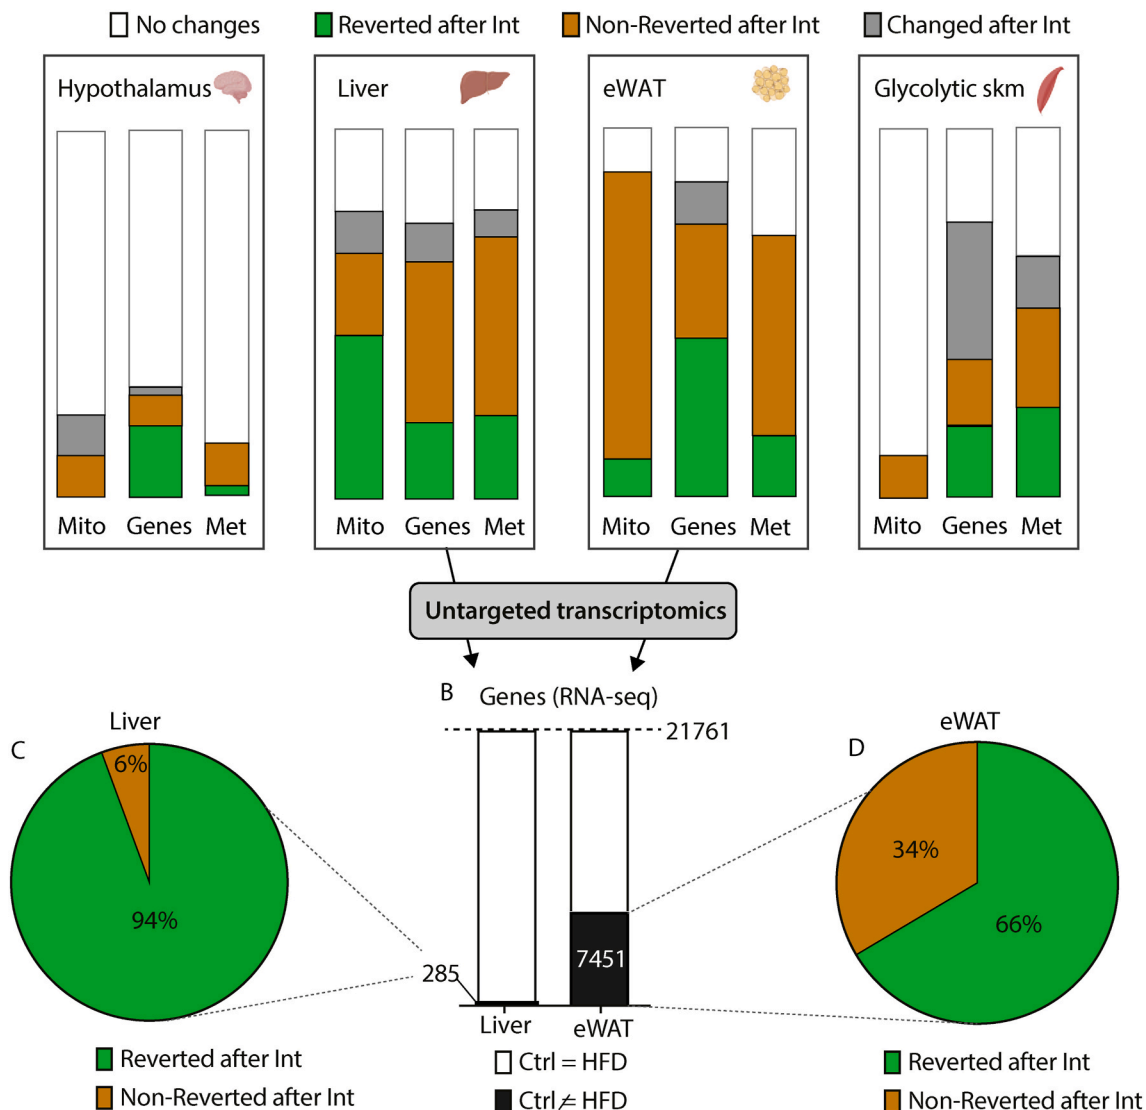 No changes
Reverted after Int
Non-Reverted after Int
Changed after Int
Hypothalamus
Liver
eWAT
Glycolytic skm
Mito Genes Met
Mito Genes Met
Mito Genes Met
Mito Genes Met
Untargeted transcriptomics
B
Genes (RNA-seq)
21761
C
Liver
6%
94%
285
7451
Liver
eWAT
D
eWAT
34%
66%
Reverted after Int
Non-Reverted after Int
Ctrl = HFD
Ctrl ≠ HFD
Reverted after Int
Non-Reverted after Int